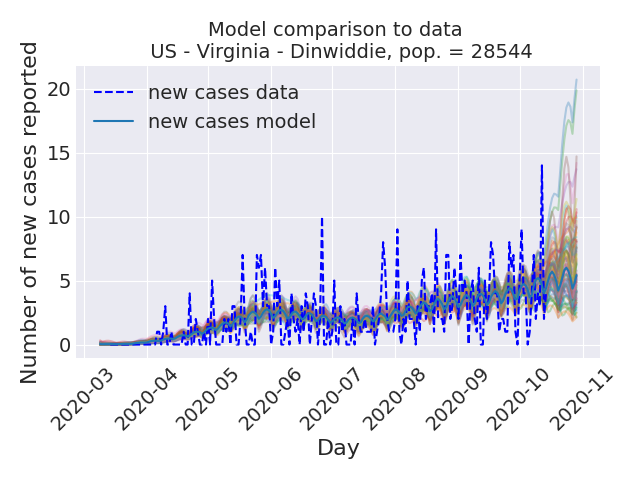 Model comparison to data
US - Virginia - Dinwiddie, pop. = 28544
Number of new cases reported
20
15
10
5
0
new cases data
new cases model
2020-03
2020-04
2020-05
2020-06
2020-07
2020-08
2020-09
2020-10
2020-11
Day